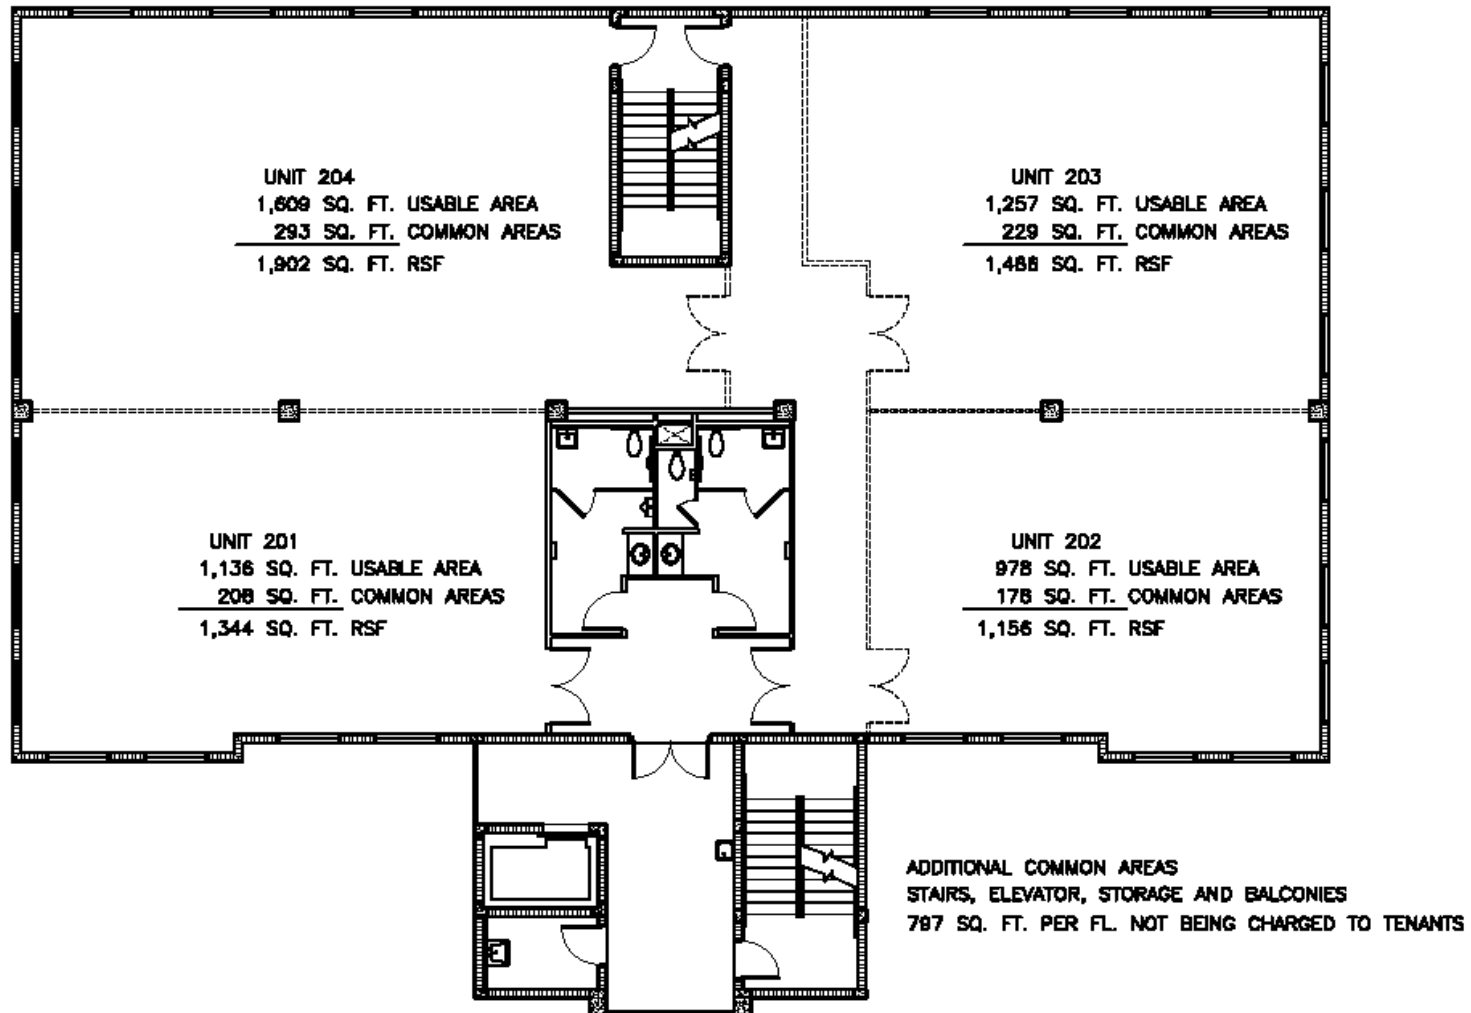 UNIT 204
1,609 SQ. FT. USABLE AREA
293 SQ. FT. COMMON AREAS
1,902 SQ. FT. RSF
UNIT 203
1,257 SQ. FT. USABLE AREA
229 SQ. FT. COMMON AREAS
1,486 SQ. FT. RSF
UNIT 201
1,136 SQ. FT. USABLE AREA
208 SQ. FT. COMMON AREAS
1,344 SQ. FT. RSF
UNIT 202
978 SQ. FT. USABLE AREA
178 SQ. FT. COMMON AREAS
1,156 SQ. FT. RSF
ADDITIONAL COMMON AREAS
STAIRS, ELEVATOR, STORAGE AND BALCONIES
797 SQ. FT. PER FL. NOT BEING CHARGED TO TENANTS